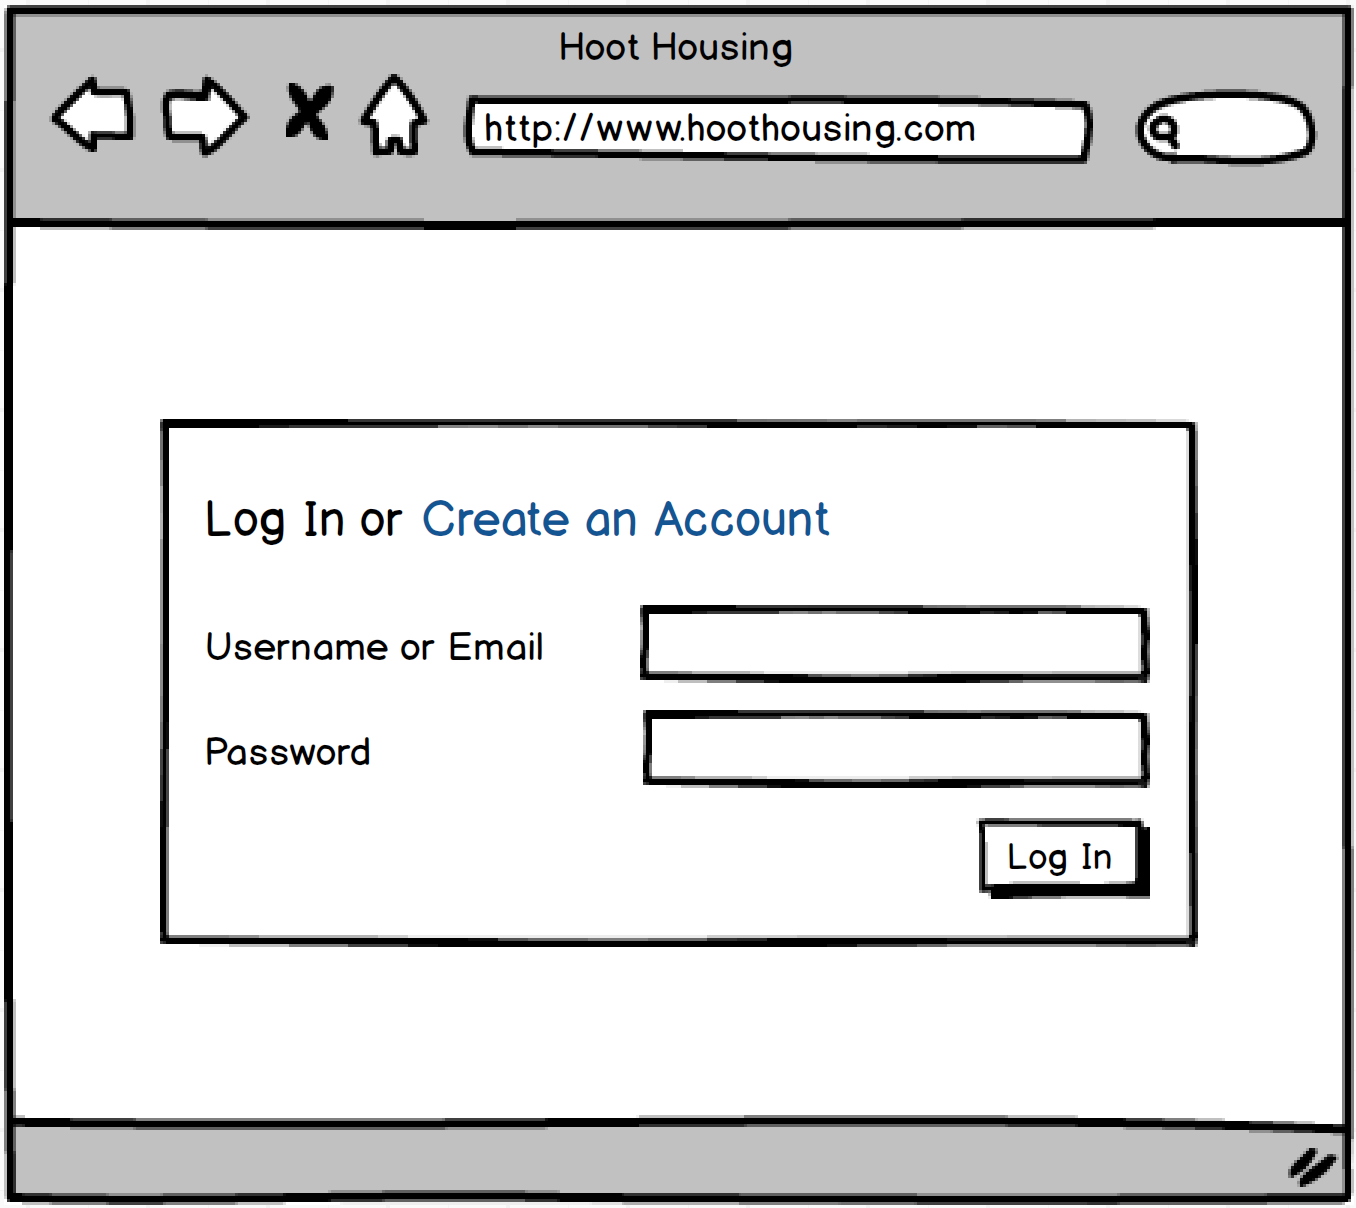 Hoot Housing
http://www.hoothousing.com
Log In or Create an Account
Username or Email
Password
Log In